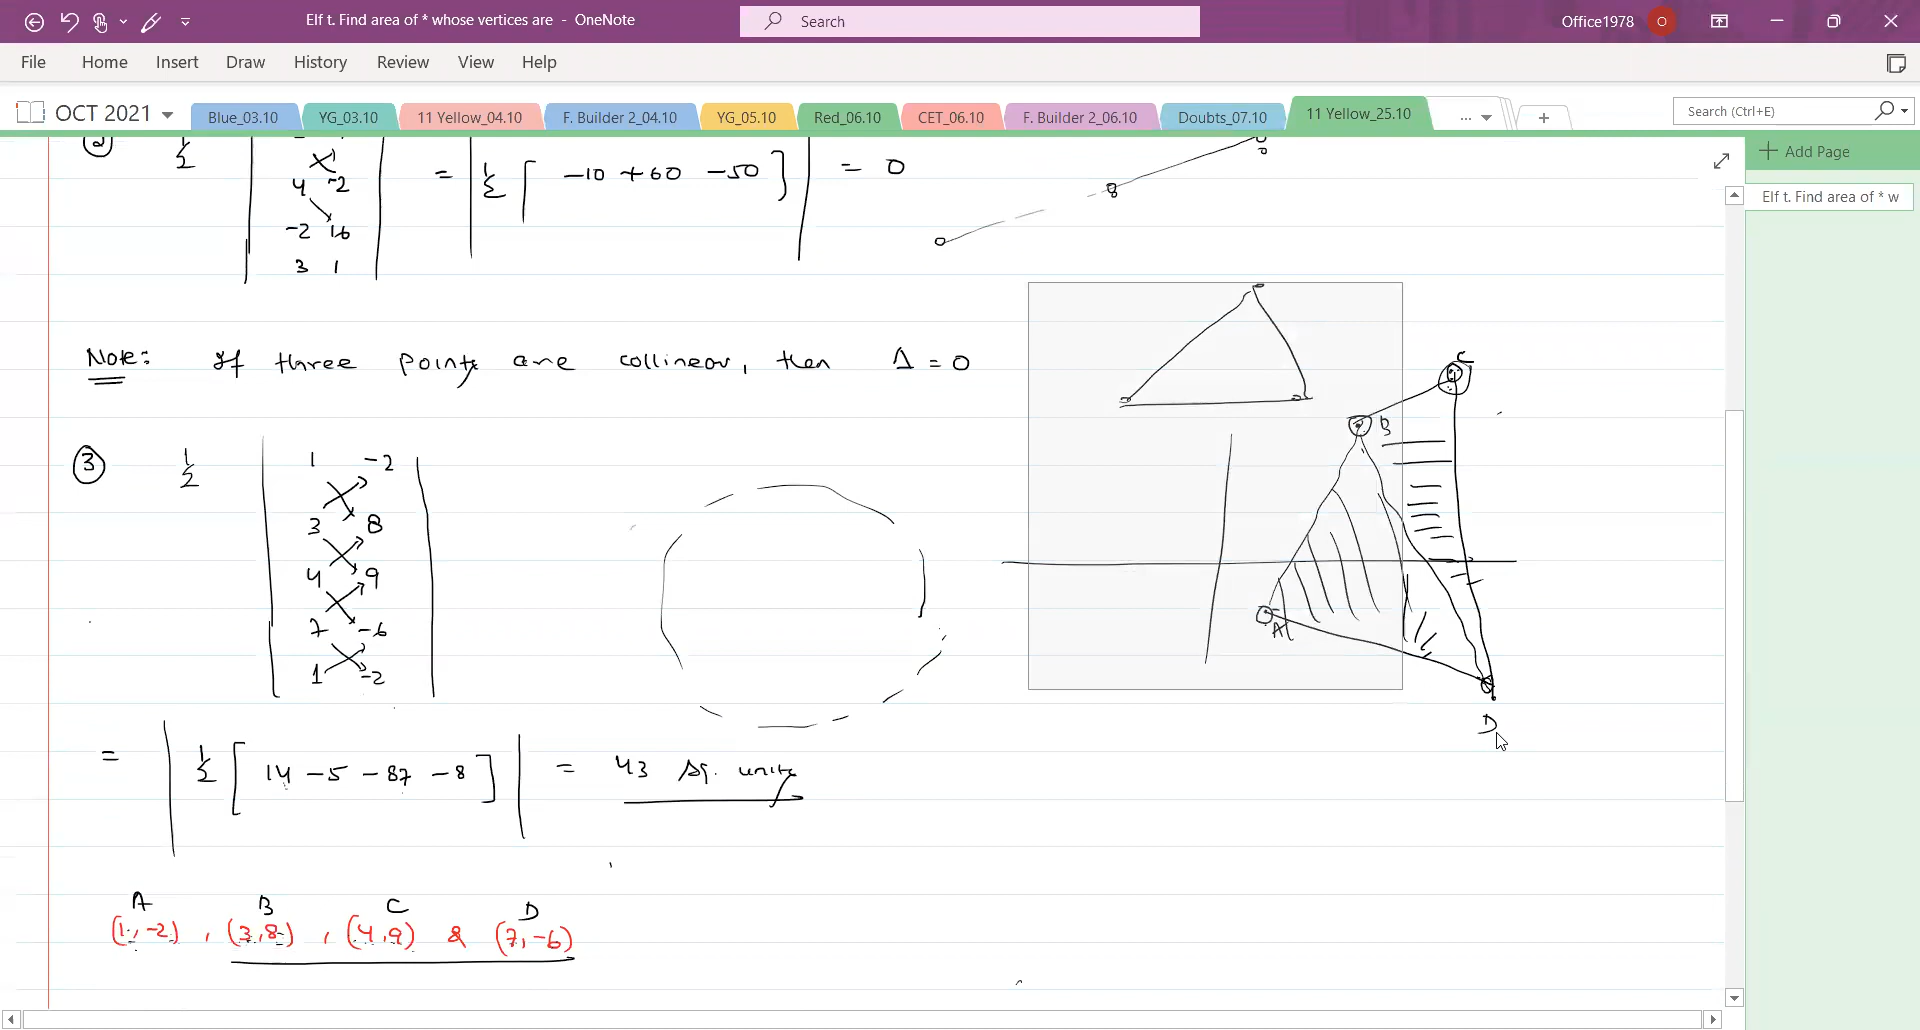 Elf t. Find area of * whose vertices are - OneNote
Search
Office1978
O
File Home Insert Draw History Review View Help
OCT 2021
Blue_03.10 YG_03.10 11 Yellow_04.10 F. Builder 2_04.10 YG_05.10 Red_06.10 CET_06.10 F. Builder 2_06.10 Doubts_07.10 11 Yellow_25.10 ... +
Search (Ctrl+E)
Add Page
Elf t. Find area of * w
2
1/2
4 -2
-2 16
3 1
= 1/2 [ -10 +60 -50 ] = 0
Note: If three points are collinear, then Δ = 0
3
1/2
1 -2
3 8
4 9
7 -6
1 -2
= | 1/2 [ 14 -5 -87 -8 ] | = 43 sq. units
A B C D
(1,-2) , (3,8) , (4,9) & (7,-6)
C
B
A
D